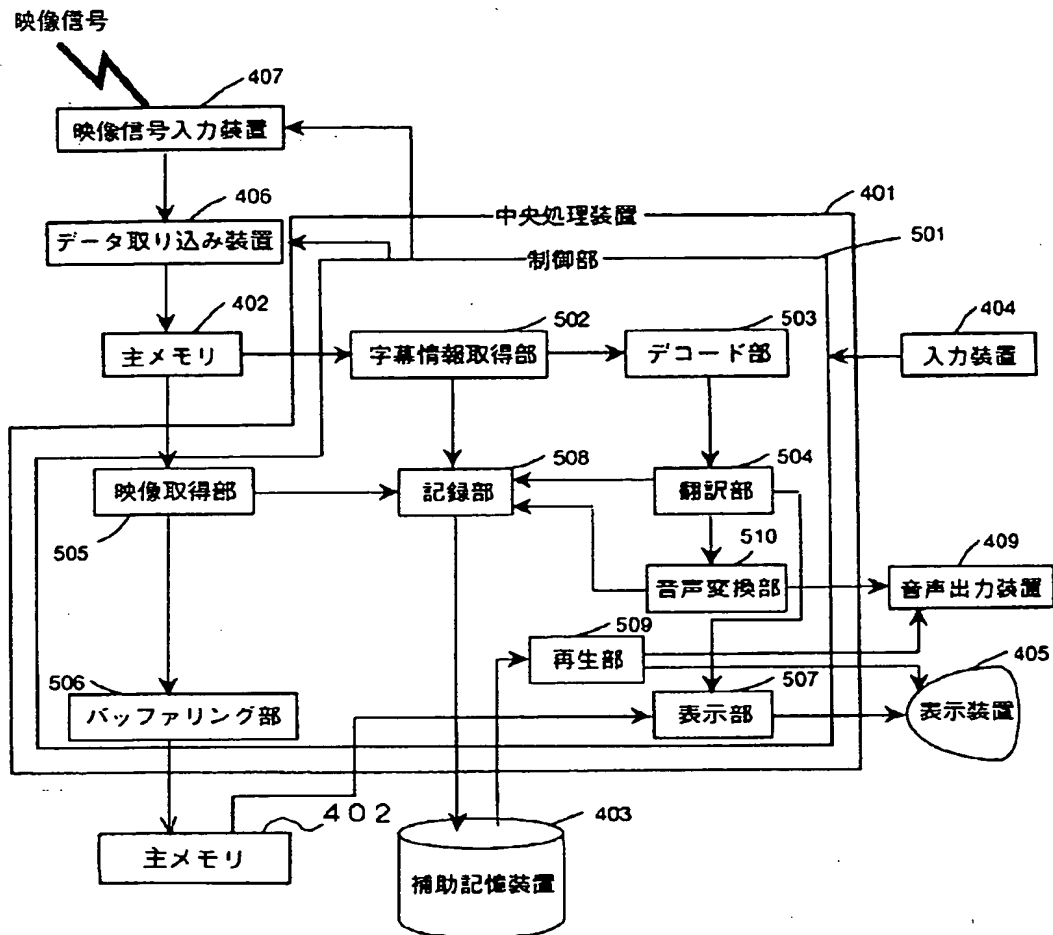 映像信号
407
映像信号入力装置
406
データ取り込み装置
中央処理装置
401
制御部
501
402
主メモリ
502
字幕情報取得部
503
デコード部
404
入力装置
映像取得部
505
508
記録部
504
翻訳部
510
音声変換部
409
音声出力装置
509
再生部
405
表示装置
506
バッファリング部
507
表示部
402
主メモリ
403
補助記憶装置